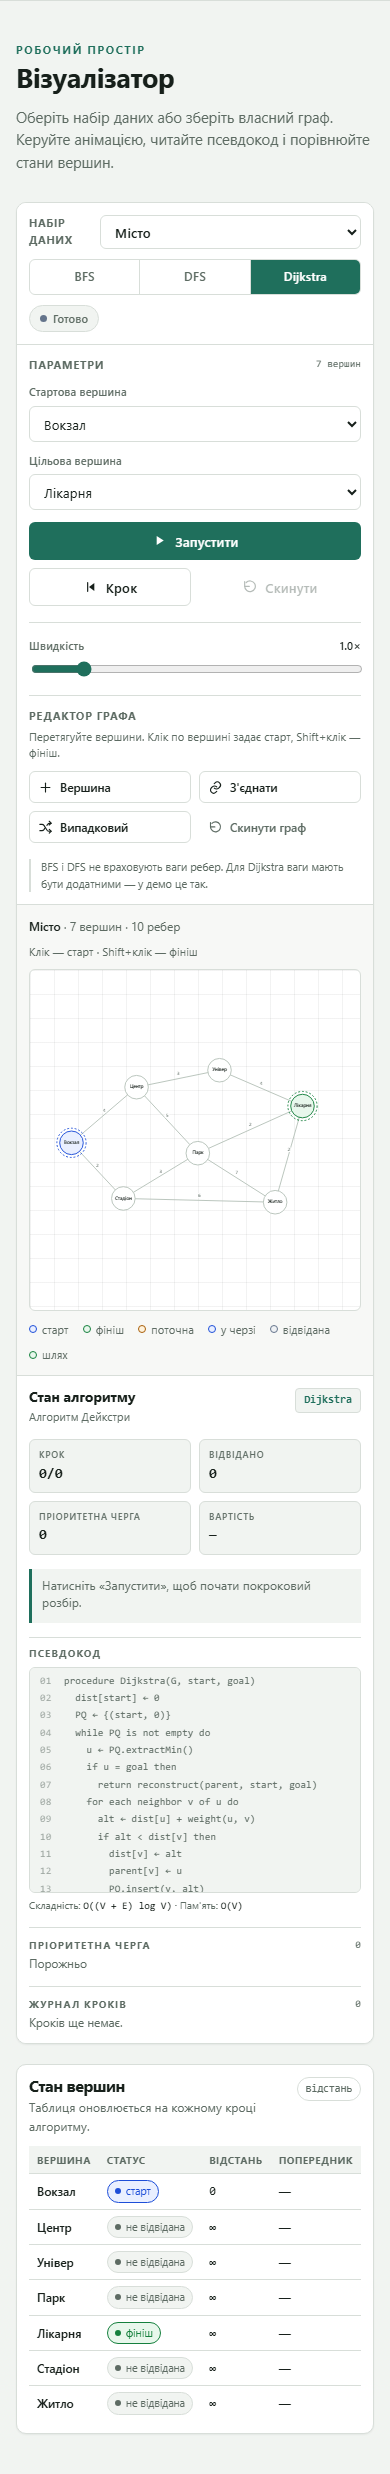 РОБОЧИЙ ПРОСТІР
Візуалізатор
Оберіть набір даних або зберіть власний граф.
Керуйте анімацією, читайте псевдокод і порівнюйте
стани вершин.
НАБІР
ДАНИХ
Місто
BFS DFS Dijkstra
Готово
ПАРАМЕТРИ 7 вершин
Стартова вершина
Вокзал
Цільова вершина
Лікарня
Запустити
Крок Скинути
Швидкість 1.0×
РЕДАКТОР ГРАФА
Перетягуйте вершини. Клік по вершині задає старт, Shift+клік —
фініш.
Вершина З'єднати
Випадковий Скинути граф
BFS і DFS не враховують ваги ребер. Для Dijkstra ваги мають
бути додатними — у демо це так.
Місто · 7 вершин · 10 ребер
Клік — старт · Shift+клік — фініш
Універ
Центр
Лікарня
Вокзал
Парк
Стадіон
Житло
старт фініш поточна у черзі відвідана
шлях
Стан алгоритму Dijkstra
Алгоритм Дейкстри
КРОК ВІДВІДАНО
0/0 0
ПРІОРИТЕТНА ЧЕРГА ВАРТІСТЬ
0 —
Натисніть «Запустити», щоб почати покроковий
розбір.
ПСЕВДОКОД
01 procedure Dijkstra(G, start, goal)
02 dist[start] ← 0
03 PQ ← {(start, 0)}
04 while PQ is not empty do
05 u ← PQ.extractMin()
06 if u = goal then
07 return reconstruct(parent, start, goal)
08 for each neighbor v of u do
09 alt ← dist[u] + weight(u, v)
10 if alt < dist[v] then
11 dist[v] ← alt
12 parent[v] ← u
13 PQ.insert(v, alt)
Складність: O((V + E) log V) · Пам'ять: O(V)
ПРІОРИТЕТНА ЧЕРГА 0
Порожньо
ЖУРНАЛ КРОКІВ 0
Кроків ще немає.
Стан вершин відстань
Таблиця оновлюється на кожному кроці
алгоритму.
ВЕРШИНА СТАТУС ВІДСТАНЬ ПОПЕРЕДНИК
Вокзал старт 0 —
Центр не відвідана ∞ —
Універ не відвідана ∞ —
Парк не відвідана ∞ —
Лікарня фініш ∞ —
Стадіон не відвідана ∞ —
Житло не відвідана ∞ —